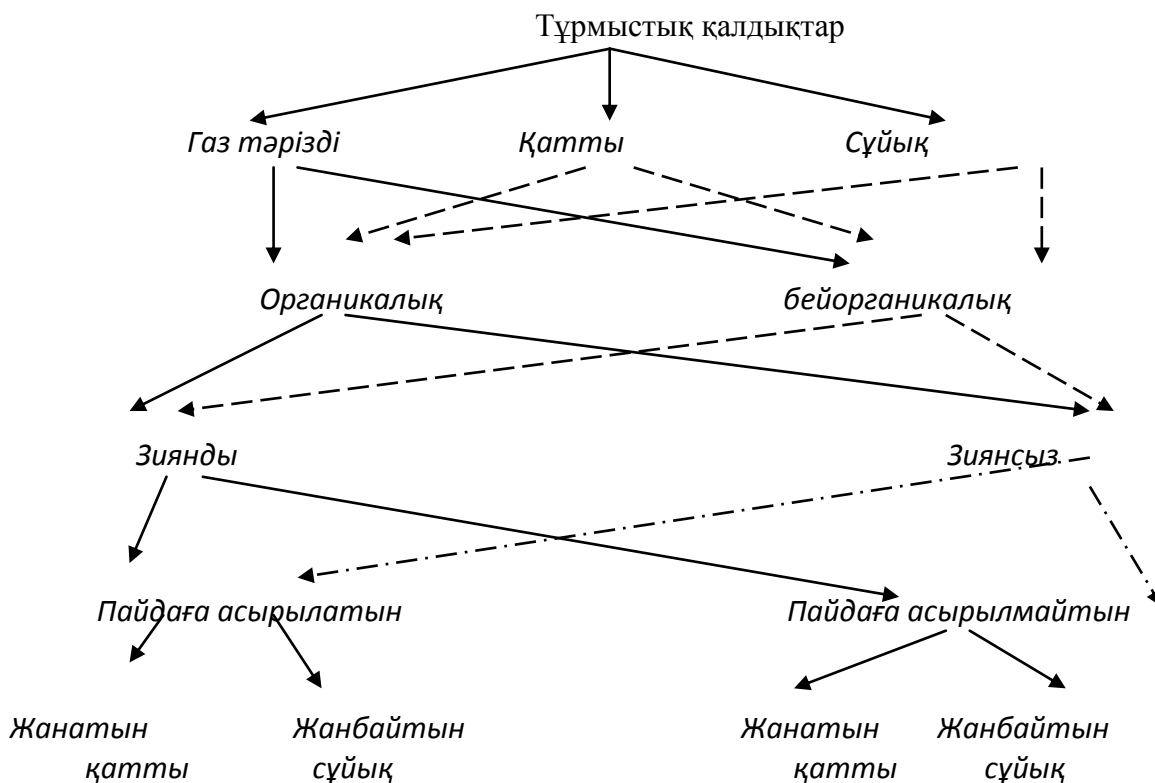 Тұрмыстық қалдықтар
Газ тәрізді Қатты Сұйық
Органикалық бейорганикалық
Зиянды Зиянсыз
Пайдаға асырылатын Пайдаға асырылмайтын
Жанатын Жанбайтын Жанатын Жанбайтын
қатты сұйық қатты сұйық